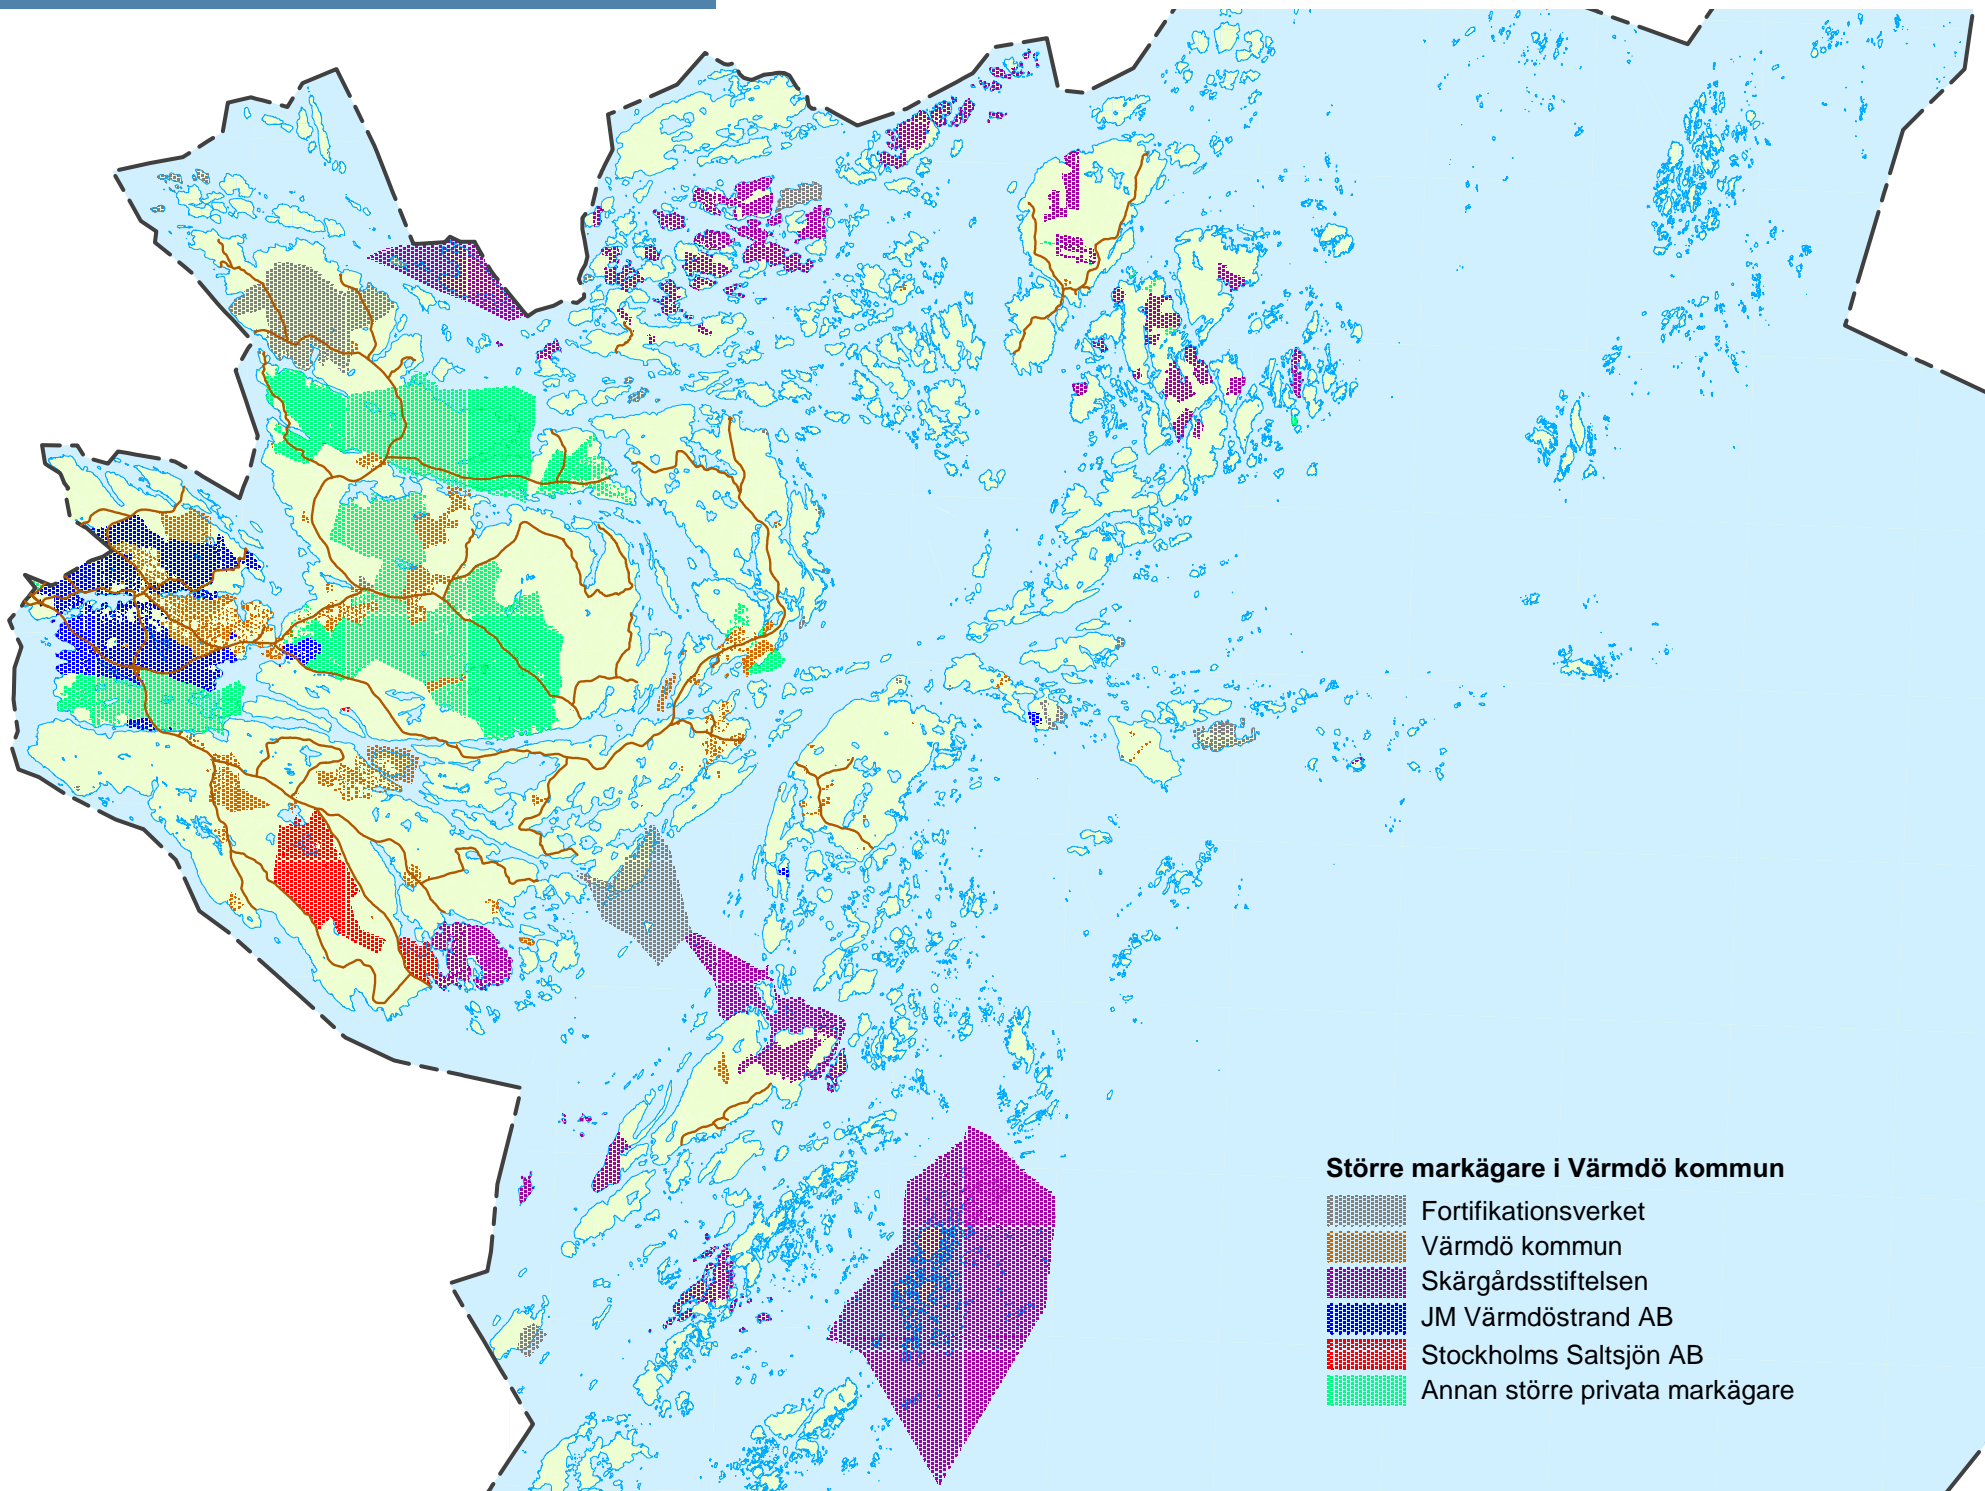 Större markägare i Värmdö kommun
Fortifikationsverket
Värmdö kommun
Skärgårdsstiftelsen
JM Värmdöstrand AB
Stockholms Saltsjön AB
Annan större privata markägare